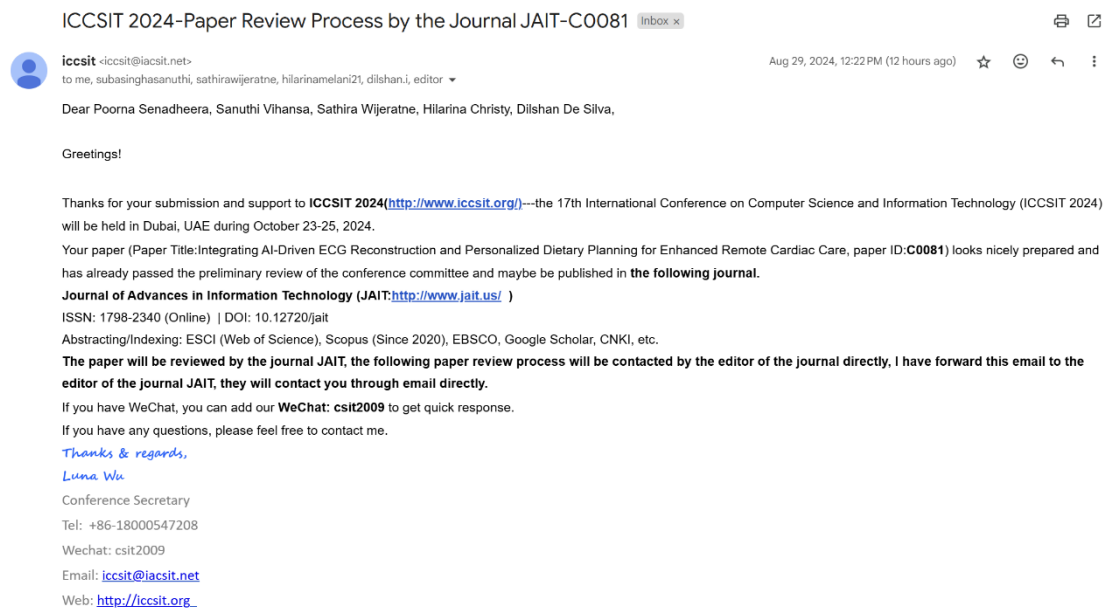 ICCSIT 2024-Paper Review Process by the Journal JAIT-C0081 Inbox ×
iccsit <iccsit@iacsit.net> Aug 29, 2024, 12:22 PM (12 hours ago)
to me, subasinghasanuthi, sathirawijeratne, hilarinamelani21, dilshan.i, editor
Dear Poorna Senadheera, Sanuthi Vihansa, Sathira Wijeratne, Hilarina Christy, Dilshan De Silva,
Greetings!
Thanks for your submission and support to ICCSIT 2024(http://www.iccsit.org/)---the 17th International Conference on Computer Science and Information Technology (ICCSIT 2024)
will be held in Dubai, UAE during October 23-25, 2024.
Your paper (Paper Title:Integrating AI-Driven ECG Reconstruction and Personalized Dietary Planning for Enhanced Remote Cardiac Care, paper ID:C0081) looks nicely prepared and
has already passed the preliminary review of the conference committee and maybe be published in the following journal.
Journal of Advances in Information Technology (JAIT:http://www.jait.us/ )
ISSN: 1798-2340 (Online) | DOI: 10.12720/jait
Abstracting/Indexing: ESCI (Web of Science), Scopus (Since 2020), EBSCO, Google Scholar, CNKI, etc.
The paper will be reviewed by the journal JAIT, the following paper review process will be contacted by the editor of the journal directly, I have forward this email to the
editor of the journal JAIT, they will contact you through email directly.
If you have WeChat, you can add our WeChat: csit2009 to get quick response.
If you have any questions, please feel free to contact me.
Thanks & regards,
Luna Wu
Conference Secretary
Tel: +86-18000547208
Wechat: csit2009
Email: iccsit@iacsit.net
Web: http://iccsit.org